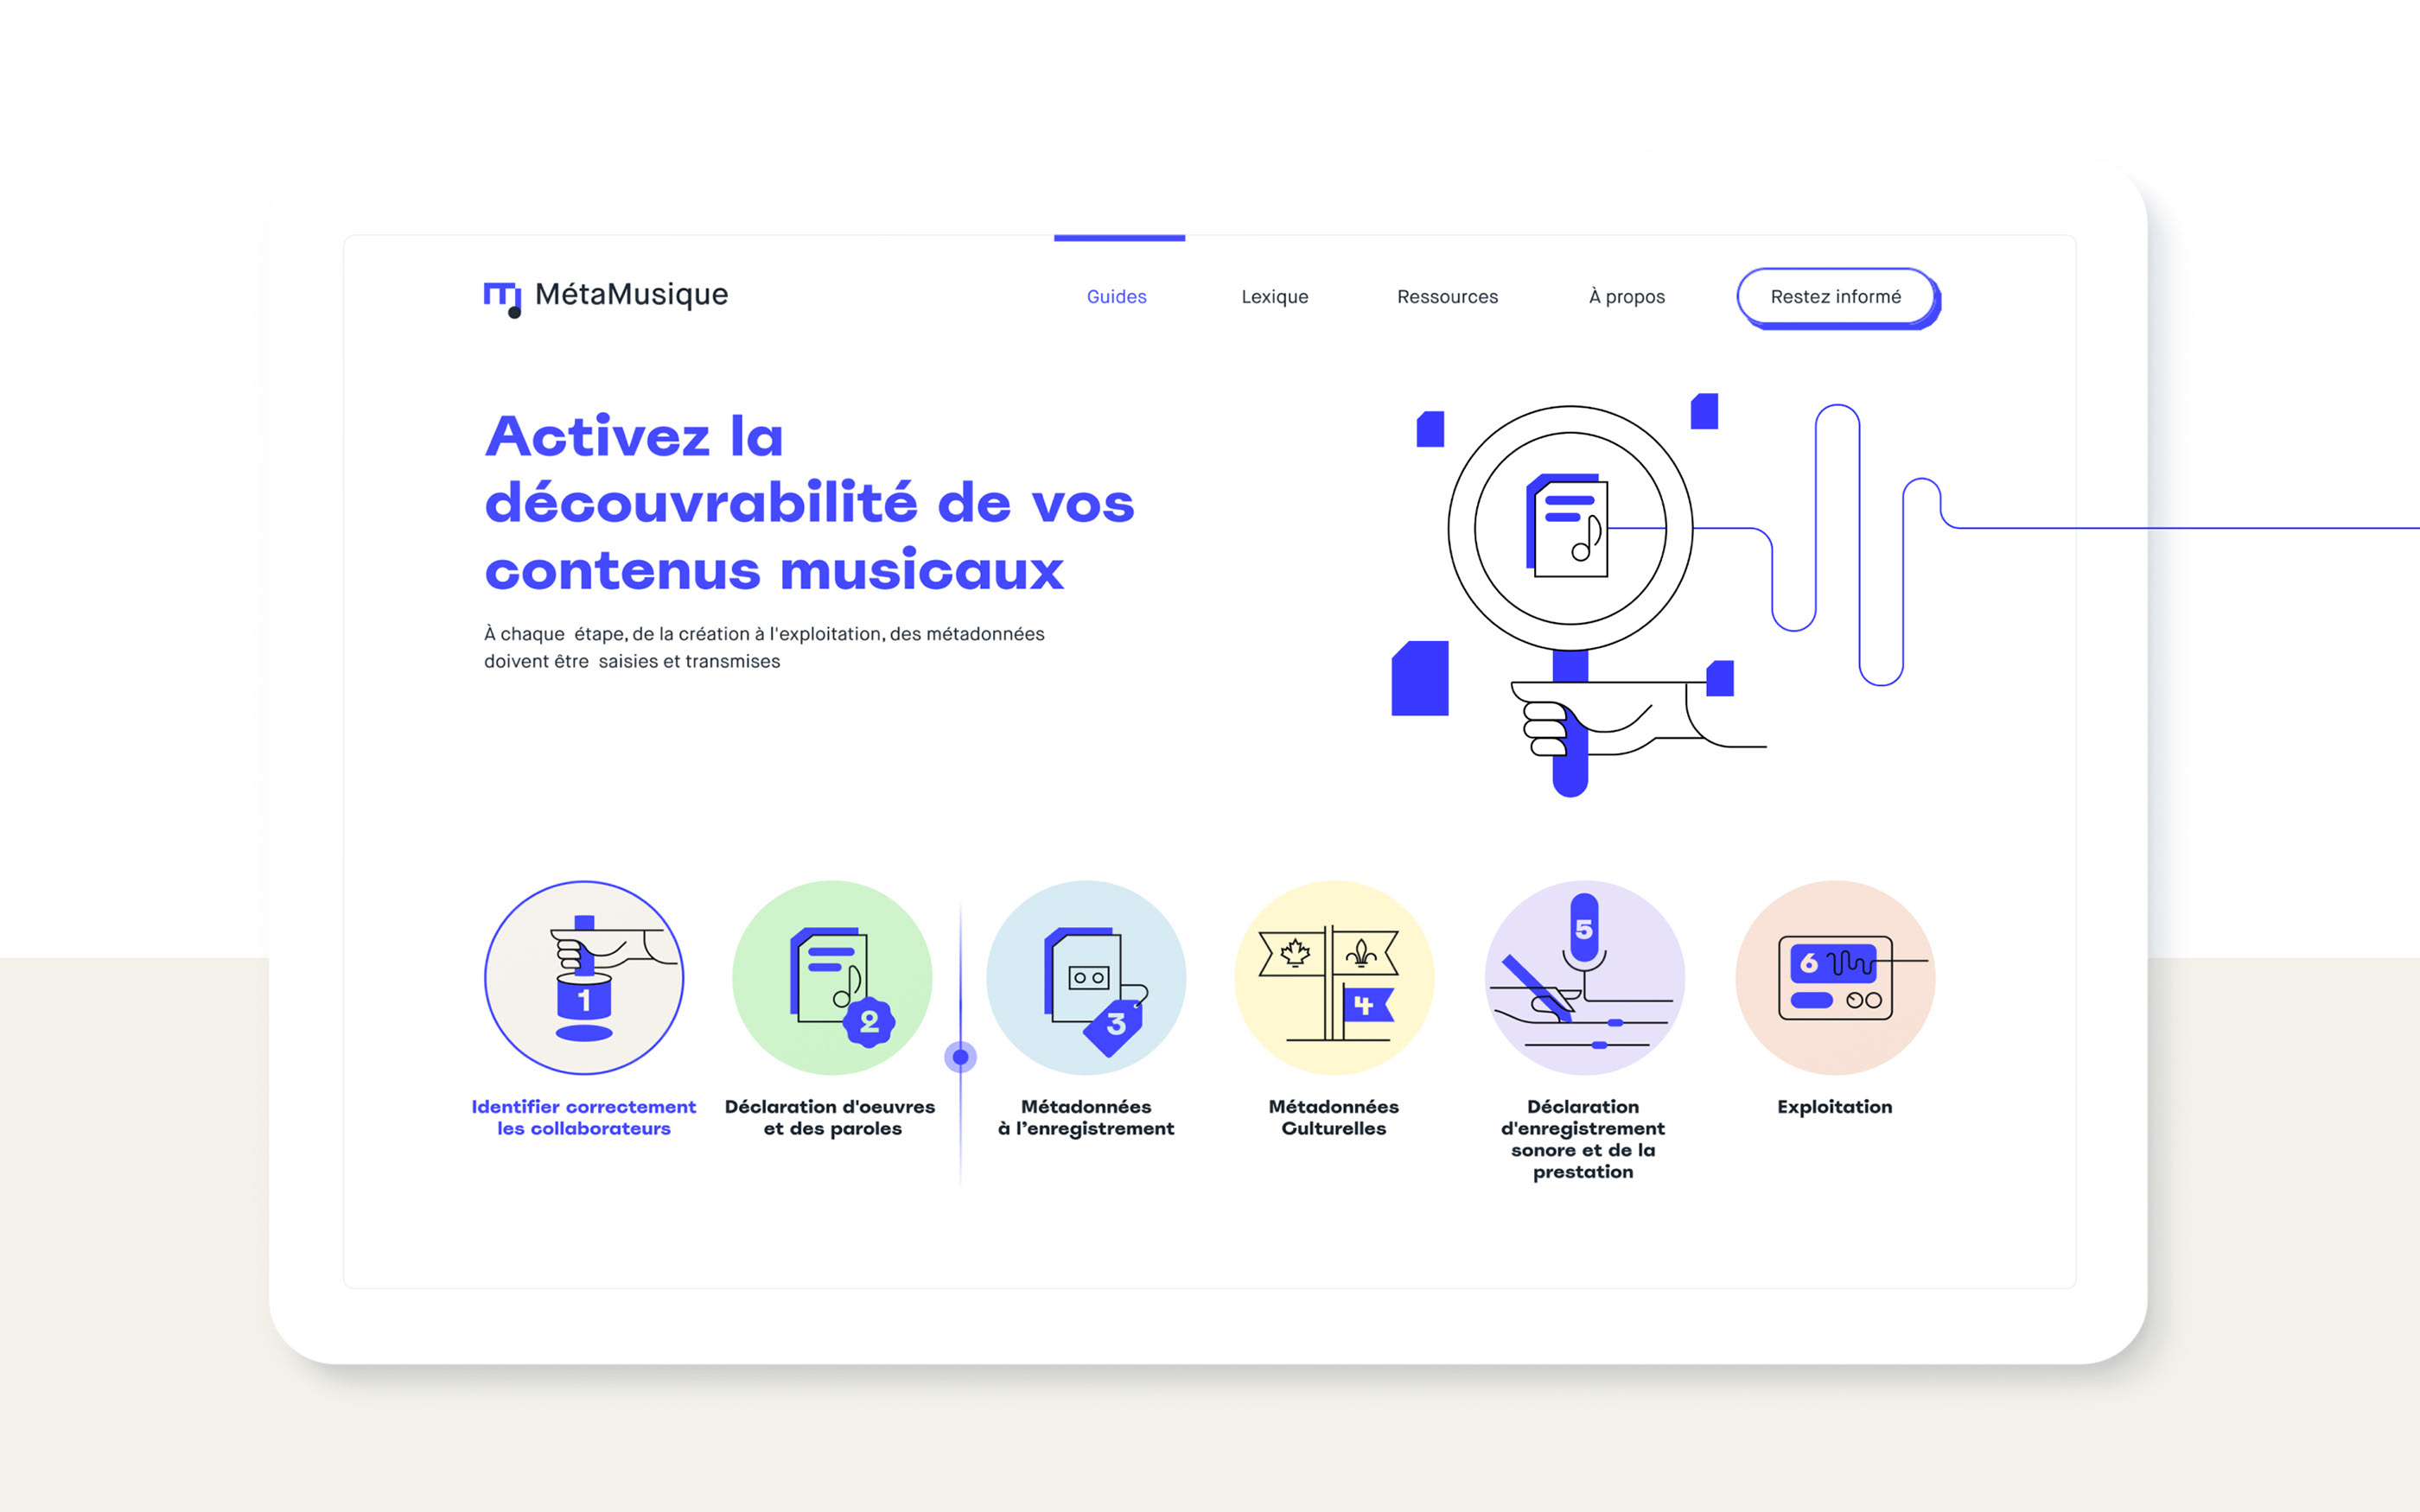 MétaMusique
Guides
Lexique
Ressources
À propos
Restez informé
Activez la
découvrabilité de vos
contenus musicaux
À chaque  étape, de la création à l'exploitation, des métadonnées
doivent être  saisies et transmises
1
2
3
4
5
6
Identifier correctement
les collaborateurs
Déclaration d'oeuvres
et des paroles
Métadonnées
à l’enregistrement
Métadonnées
Culturelles
Déclaration
d'enregistrement
sonore et de la
prestation
Exploitation